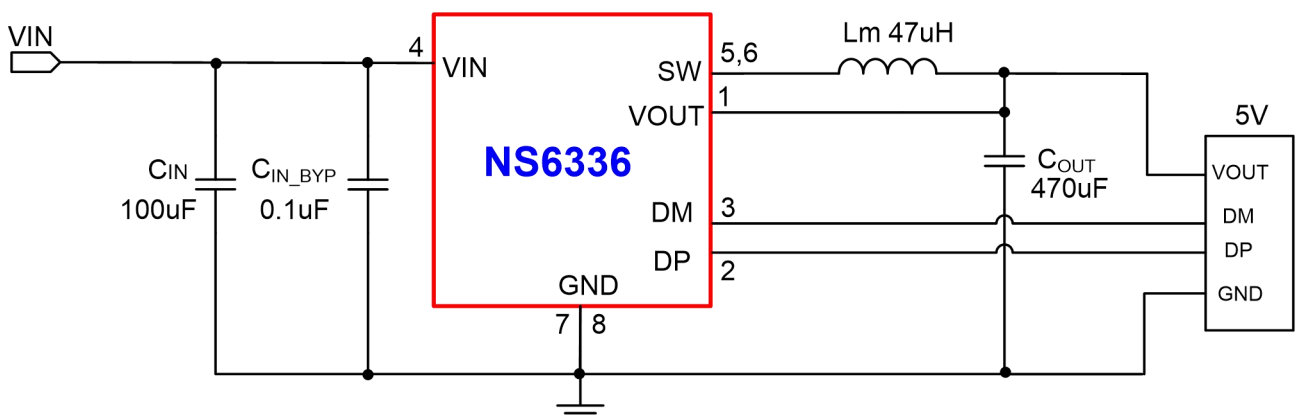 VIN
4
VIN
CIN
100uF
CIN_BYP
0.1uF
NS6336
SW
5,6
VOUT
1
DM
3
DP
2
GND
7
8
Lm 47uH
COUT
470uF
5V
VOUT
DM
DP
GND